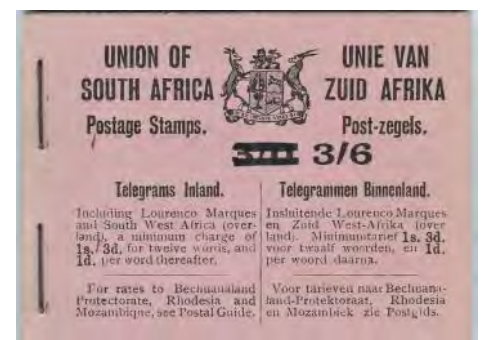 UNION OF
SOUTH AFRICA
Postage Stamps.
UNIE VAN
ZUID AFRIKA
Post-zegels.
3/11 3/6
Telegrams Inland.
Including Lourenco Marques
and South West Africa (over-
land), a minimum charge of
1s. 3d. for twelve words, and
1d. per word thereafter.
For rates to Bechuanaland
Protectorate, Rhodesia and
Mozambique, see Postal Guide.
Telegrammen Binnenland.
Insluitende Lourenco Marques
en Zuid West-Afrika (over
land). Minimumtarief 1s. 3d.
voor twaalf woorden, en 1d.
per woord daarna.
Voor tarieven naar Bechuana-
land-Protektoraat, Rhodesia
en Mozambiek zie Postgids.